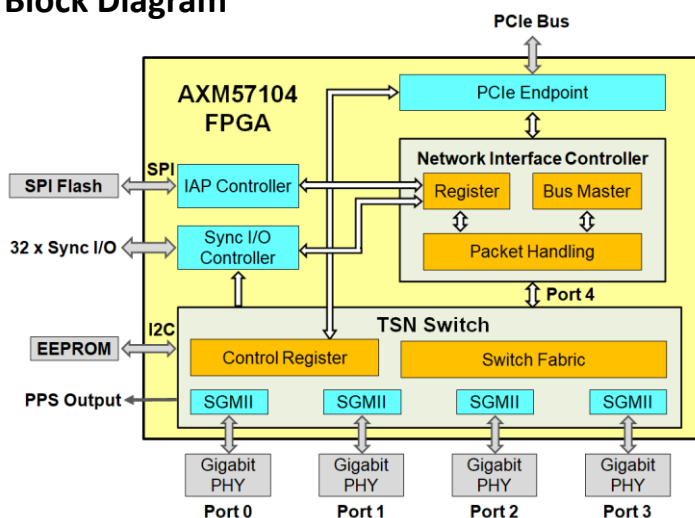 Block Diagram
PCIe Bus
AXM57104
FPGA
PCIe Endpoint
Network Interface Controller
SPI
SPI Flash
IAP Controller
Register
Bus Master
32 x Sync I/O
Sync I/O
Controller
Packet Handling
Port 4
TSN Switch
I2C
EEPROM
Control Register
Switch Fabric
PPS Output
SGMII
SGMII
SGMII
SGMII
Gigabit
PHY
Gigabit
PHY
Gigabit
PHY
Gigabit
PHY
Port 0
Port 1
Port 2
Port 3